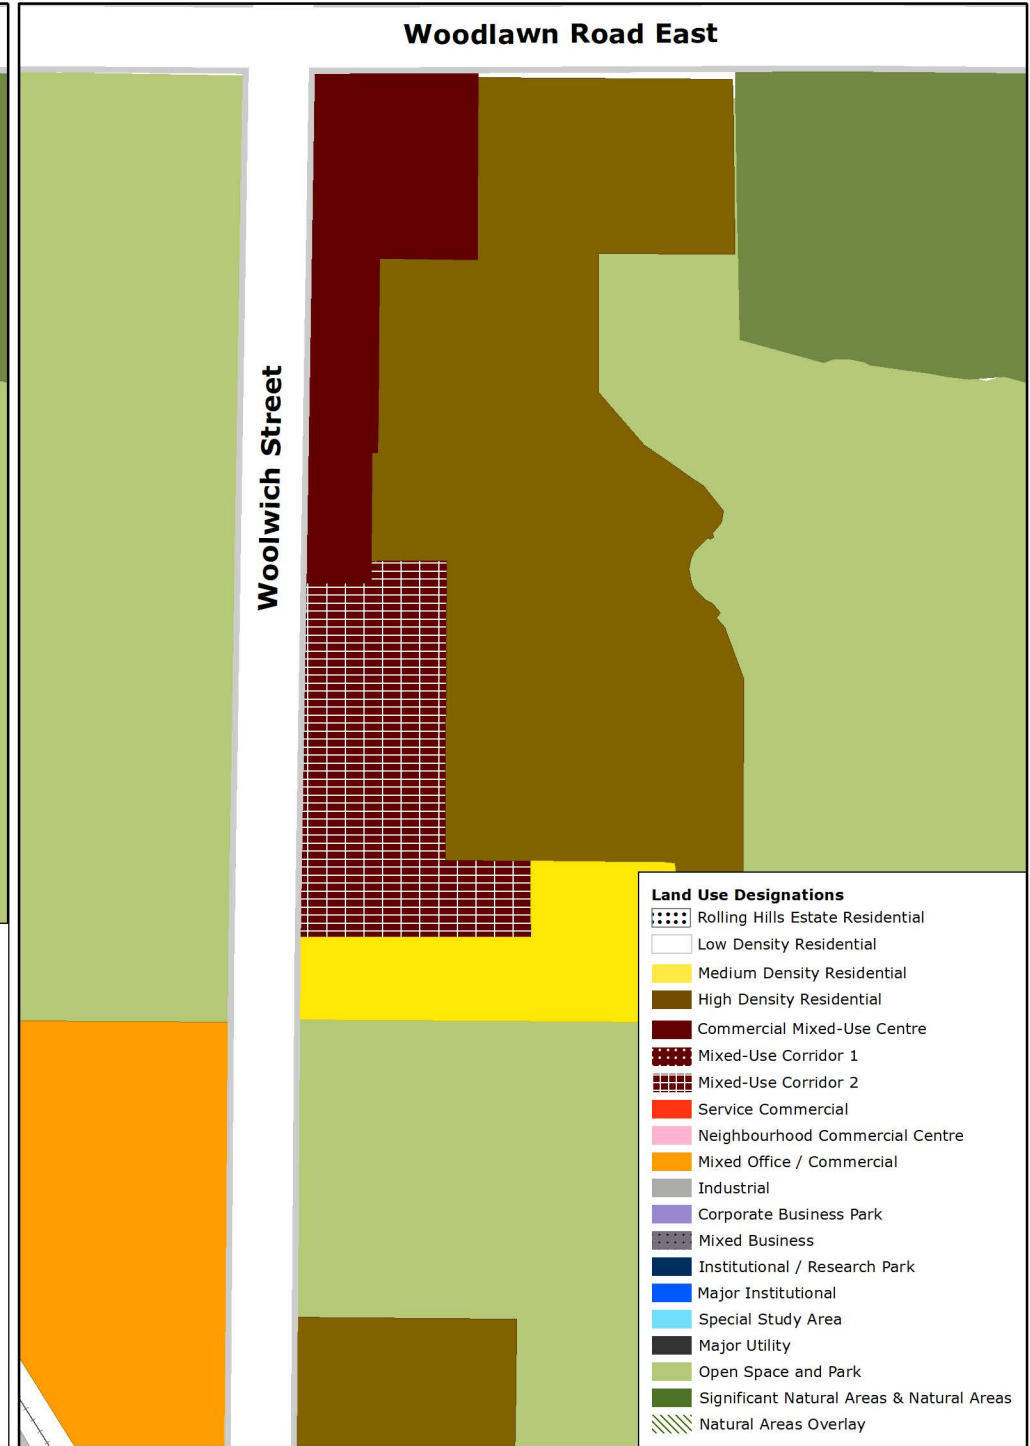 Woodlawn Road East
Woolwich Street
Land Use Designations
Rolling Hills Estate Residential
Low Density Residential
Medium Density Residential
High Density Residential
Commercial Mixed-Use Centre
Mixed-Use Corridor 1
Mixed-Use Corridor 2
Service Commercial
Neighbourhood Commercial Centre
Mixed Office / Commercial
Industrial
Corporate Business Park
Mixed Business
Institutional / Research Park
Major Institutional
Special Study Area
Major Utility
Open Space and Park
Significant Natural Areas & Natural Areas
Natural Areas Overlay